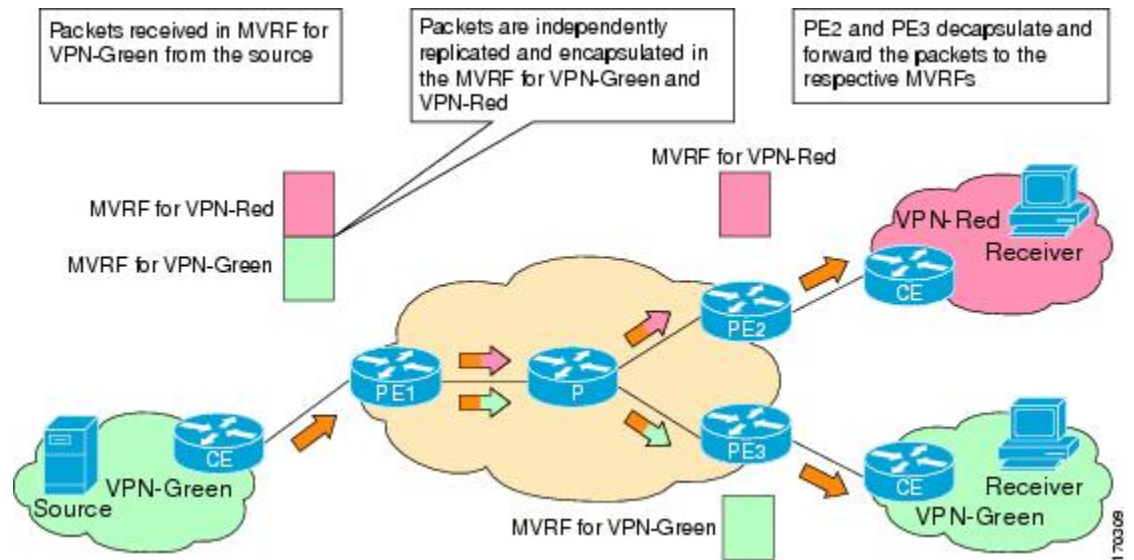 Packets received in MVRF for
VPN-Green from the source
Packets are independently
replicated and encapsulated in
the MVRF for VPN-Green and
VPN-Red
PE2 and PE3 decapsulate and
forward the packets to the
respective MVRFs
MVRF for VPN-Red
MVRF for VPN-Green
MVRF for VPN-Red
VPN-Red
Receiver
CE
PE2
PE1
P
PE3
CE
VPN-Green
Source
CE
Receiver
VPN-Green
MVRF for VPN-Green
170309